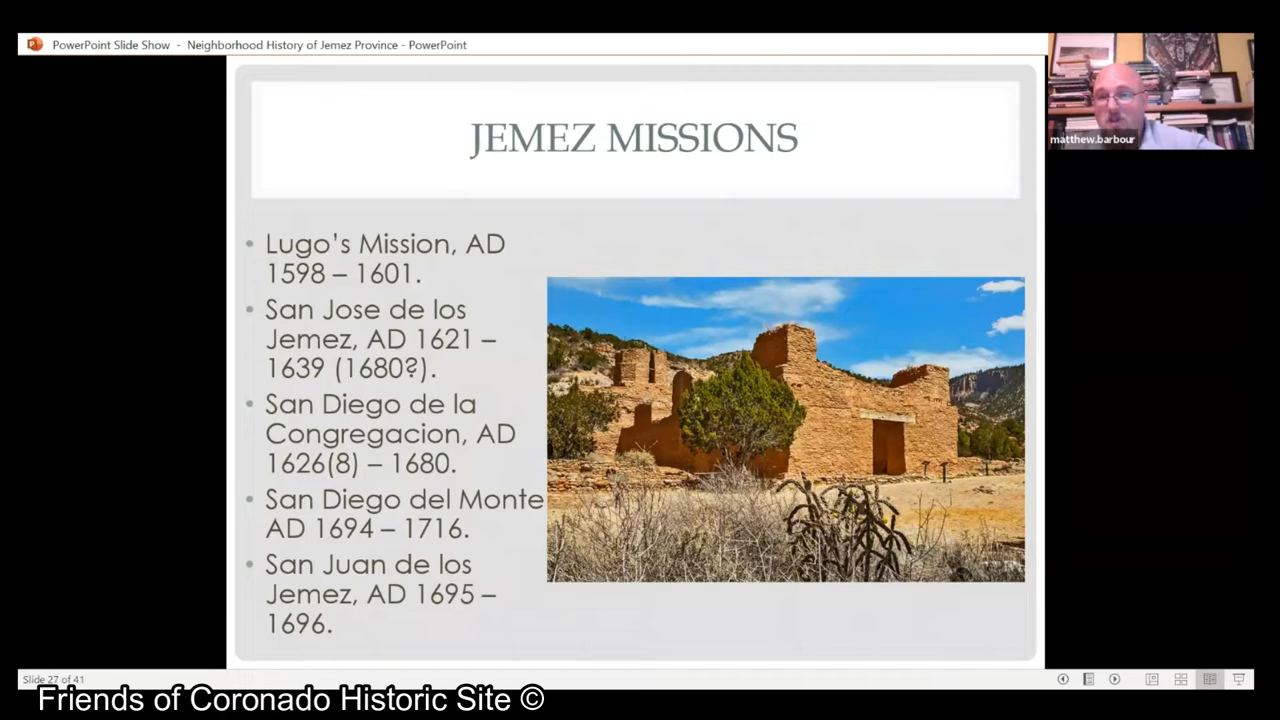 PowerPoint Slide Show - Neighborhood History of Jemez Province - PowerPoint
matthew.barbour
JEMEZ MISSIONS
• Lugo's Mission, AD
1598 – 1601.
• San Jose de los
Jemez, AD 1621 –
1639 (1680?).
• San Diego de la
Congregacion, AD
1626(8) – 1680.
• San Diego del Monte
AD 1694 – 1716.
• San Juan de los
Jemez, AD 1695 –
1696.
Slide 27 of 41
Friends of Coronado Historic Site ©